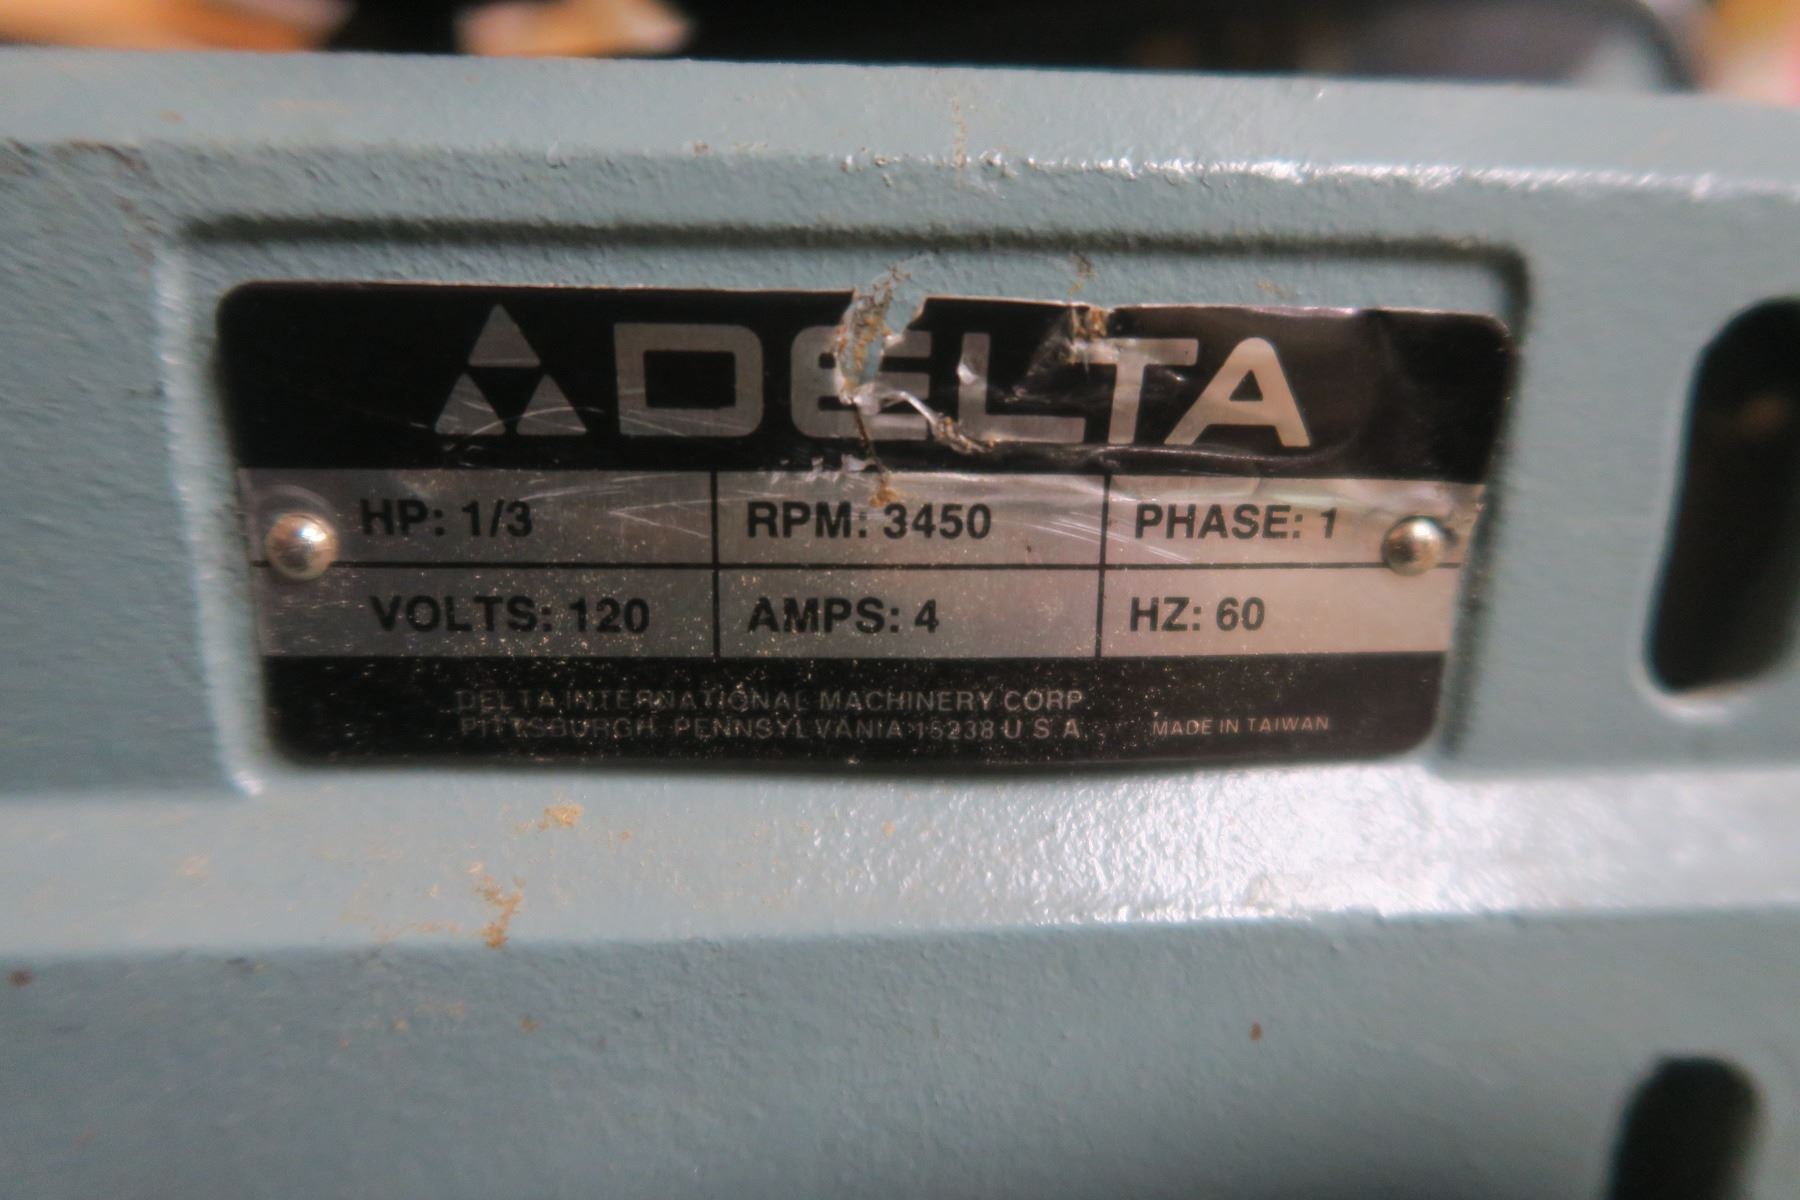 DELTA
HP: 1/3 RPM: 3450 PHASE: 1
VOLTS: 120 AMPS: 4 HZ: 60
DELTA INTERNATIONAL MACHINERY CORP
PITTSBURGH, PENNSYLVANIA 15238 U S A
MADE IN TAIWAN